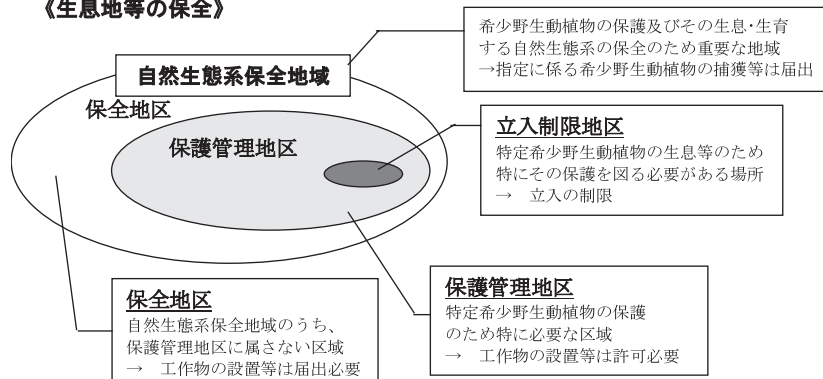 《生息地等の保全》
希少野生動植物の保護及びその生息・生育
する自然生態系の保全のため重要な地域
→指定に係る希少野生動植物の捕獲等は届出
自然生態系保全地域
保全地区
保護管理地区
立入制限地区
特定希少野生動植物の生息等のため
特にその保護を図る必要がある場所
→ 立入の制限
保全地区
自然生態系保全地域のうち、
保護管理地区に属さない区域
→ 工作物の設置等は届出必要
保護管理地区
特定希少野生動植物の保護
のため特に必要な区域
→ 工作物の設置等は許可必要